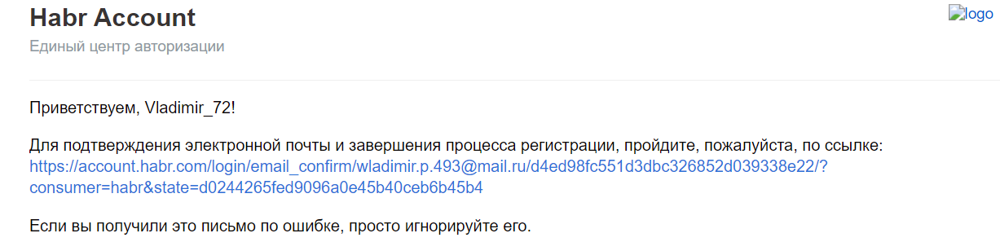 Habr Account
logo
Единый центр авторизации
Приветствуем, Vladimir_72!
Для подтверждения электронной почты и завершения процесса регистрации, пройдите, пожалуйста, по ссылке:
https://account.habr.com/login/email_confirm/wladimir.p.493@mail.ru/d4ed98fc551d3dbc326852d039338e22/?
consumer=habr&state=d0244265fed9096a0e45b40ceb6b45b4
Если вы получили это письмо по ошибке, просто игнорируйте его.